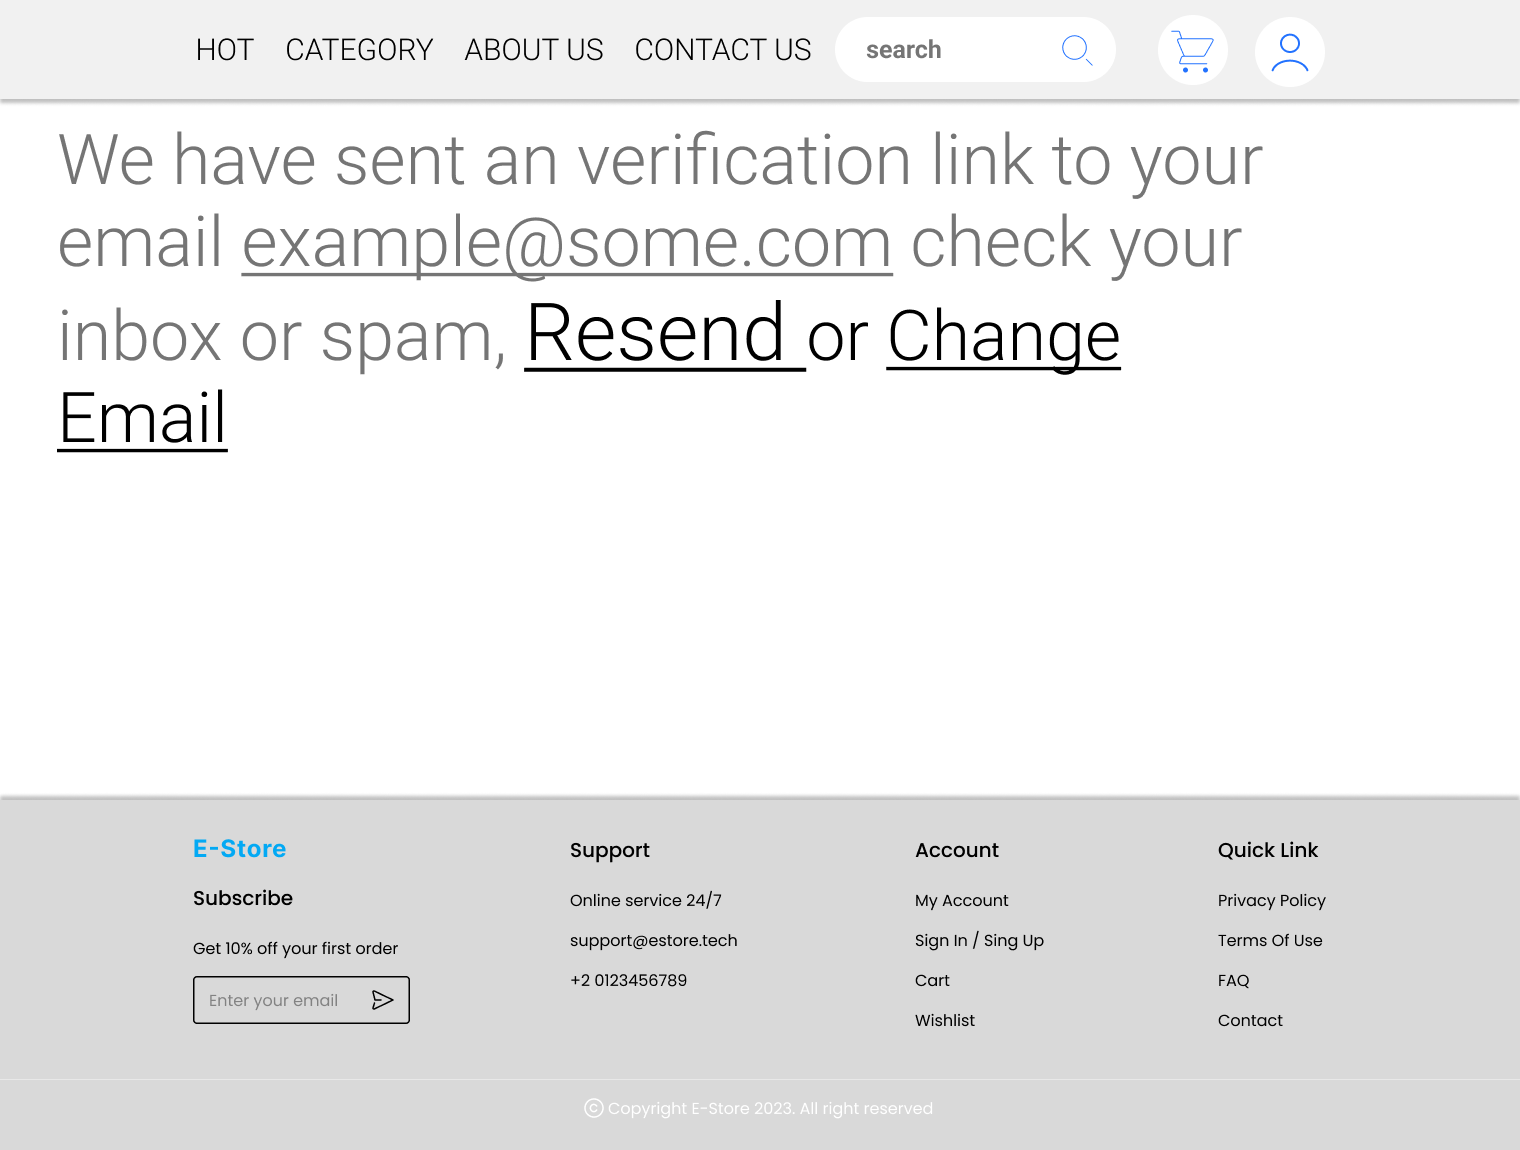 HOT CATEGORY ABOUT US CONTACT US search
We have sent an verification link to your
email example@some.com check your
inbox or spam, Resend or Change
Email
E-Store
Subscribe
Get 10% off your first order
Enter your email
Support
Online service 24/7
support@estore.tech
+2 0123456789
Account
My Account
Sign In / Sing Up
Cart
Wishlist
Quick Link
Privacy Policy
Terms Of Use
FAQ
Contact
© Copyright E-Store 2023. All right reserved